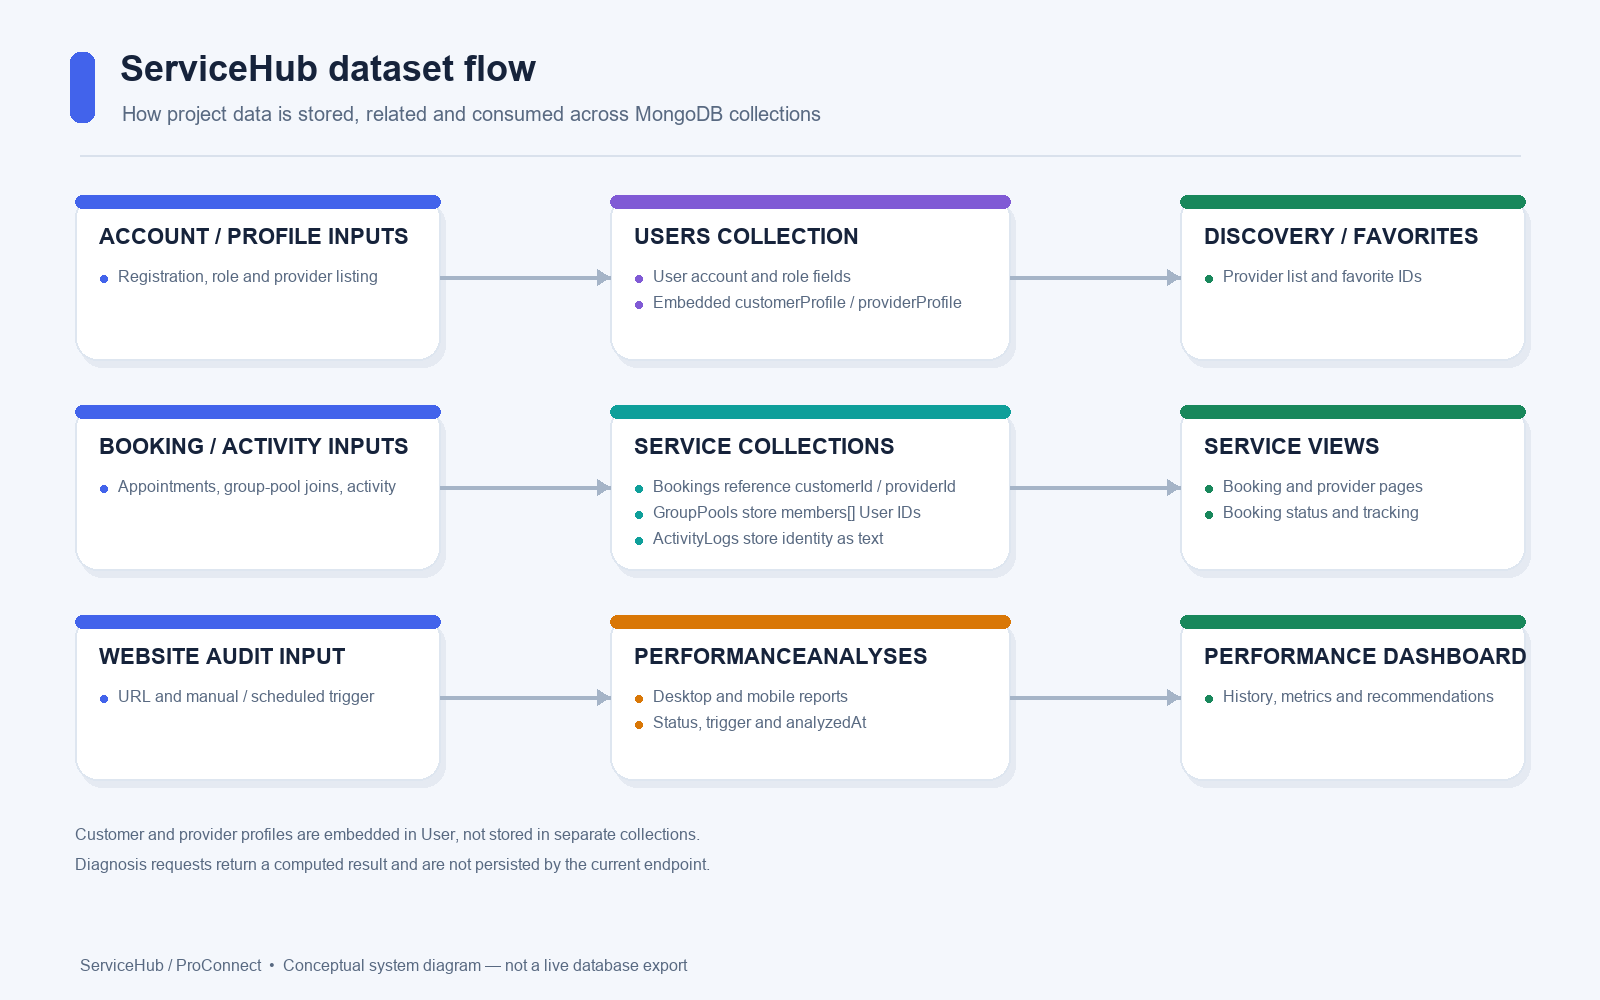 ServiceHub dataset flow
How project data is stored, related and consumed across MongoDB collections
ACCOUNT / PROFILE INPUTS
Registration, role and provider listing
USERS COLLECTION
User account and role fields
Embedded customerProfile / providerProfile
DISCOVERY / FAVORITES
Provider list and favorite IDs
BOOKING / ACTIVITY INPUTS
Appointments, group-pool joins, activity
SERVICE COLLECTIONS
Bookings reference customerId / providerId
GroupPools store members[] User IDs
ActivityLogs store identity as text
SERVICE VIEWS
Booking and provider pages
Booking status and tracking
WEBSITE AUDIT INPUT
URL and manual / scheduled trigger
PERFORMANCEANALYSES
Desktop and mobile reports
Status, trigger and analyzedAt
PERFORMANCE DASHBOARD
History, metrics and recommendations
Customer and provider profiles are embedded in User, not stored in separate collections.
Diagnosis requests return a computed result and are not persisted by the current endpoint.
ServiceHub / ProConnect • Conceptual system diagram — not a live database export